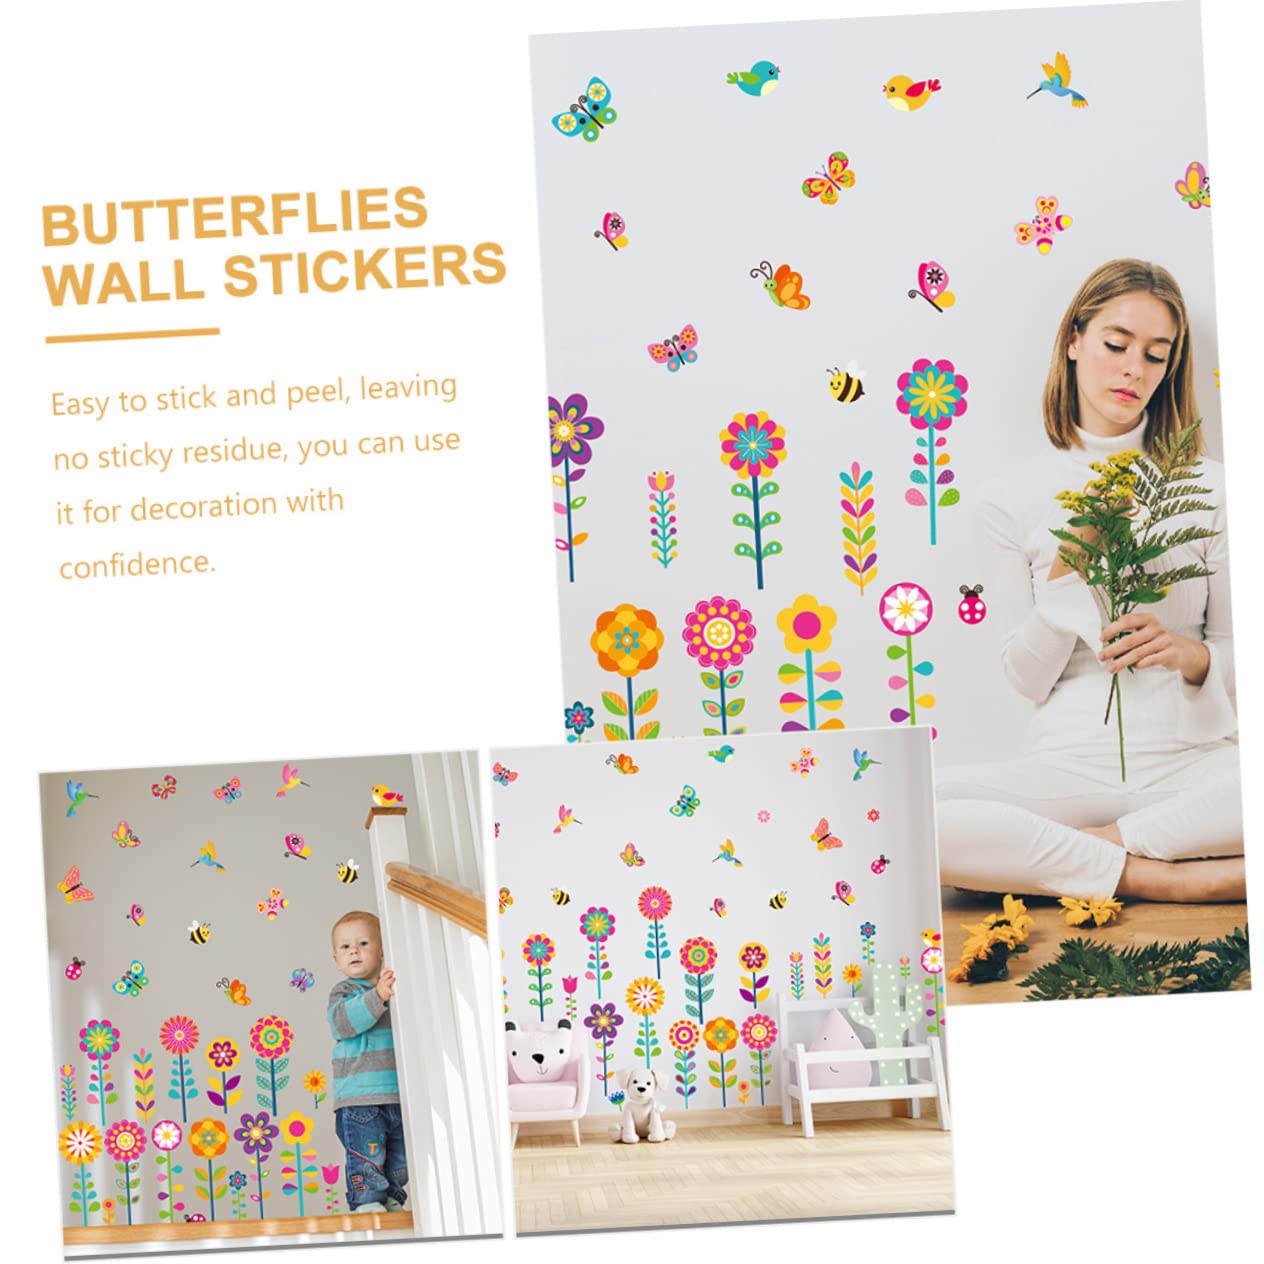 BUTTERFLIES
WALL STICKERS
Easy to stick and peel, leaving
no sticky residue, you can use
it for decoration with
confidence.